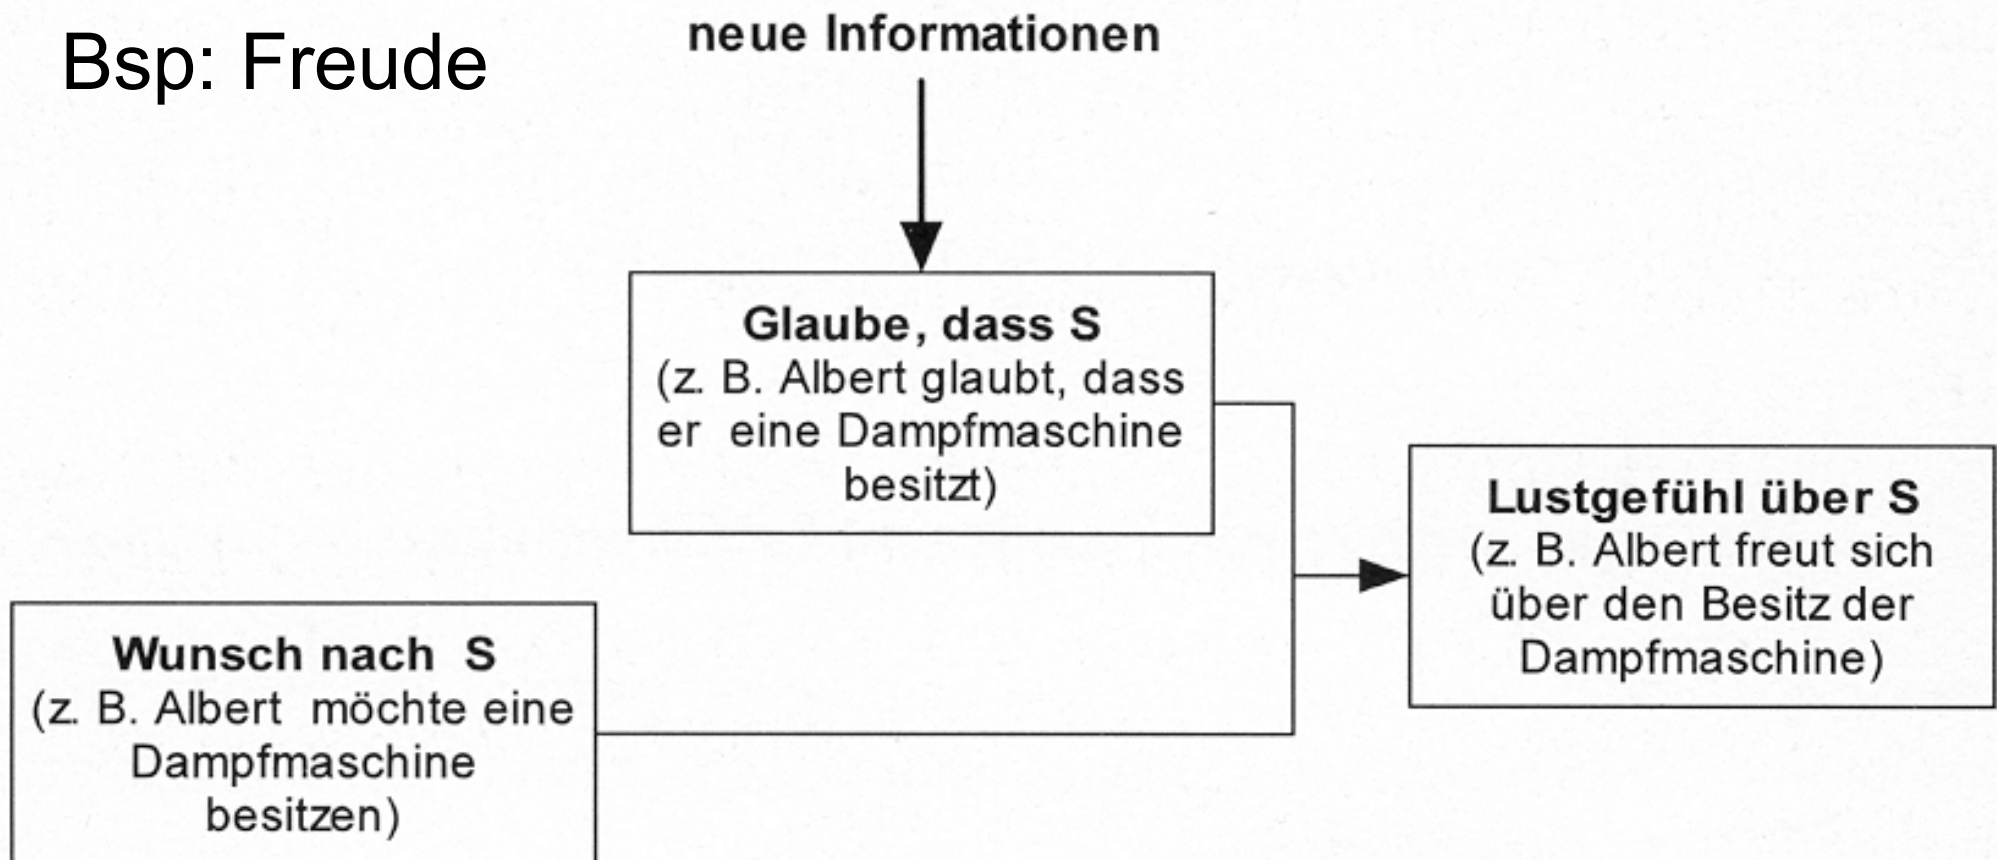 Bsp: Freude
neue Informationen
Glaube, dass S
(z. B. Albert glaubt, dass
er eine Dampfmaschine
besitzt)
Lustgefühl über S
(z. B. Albert freut sich
über den Besitz der
Dampfmaschine)
Wunsch nach S
(z. B. Albert möchte eine
Dampfmaschine
besitzen)